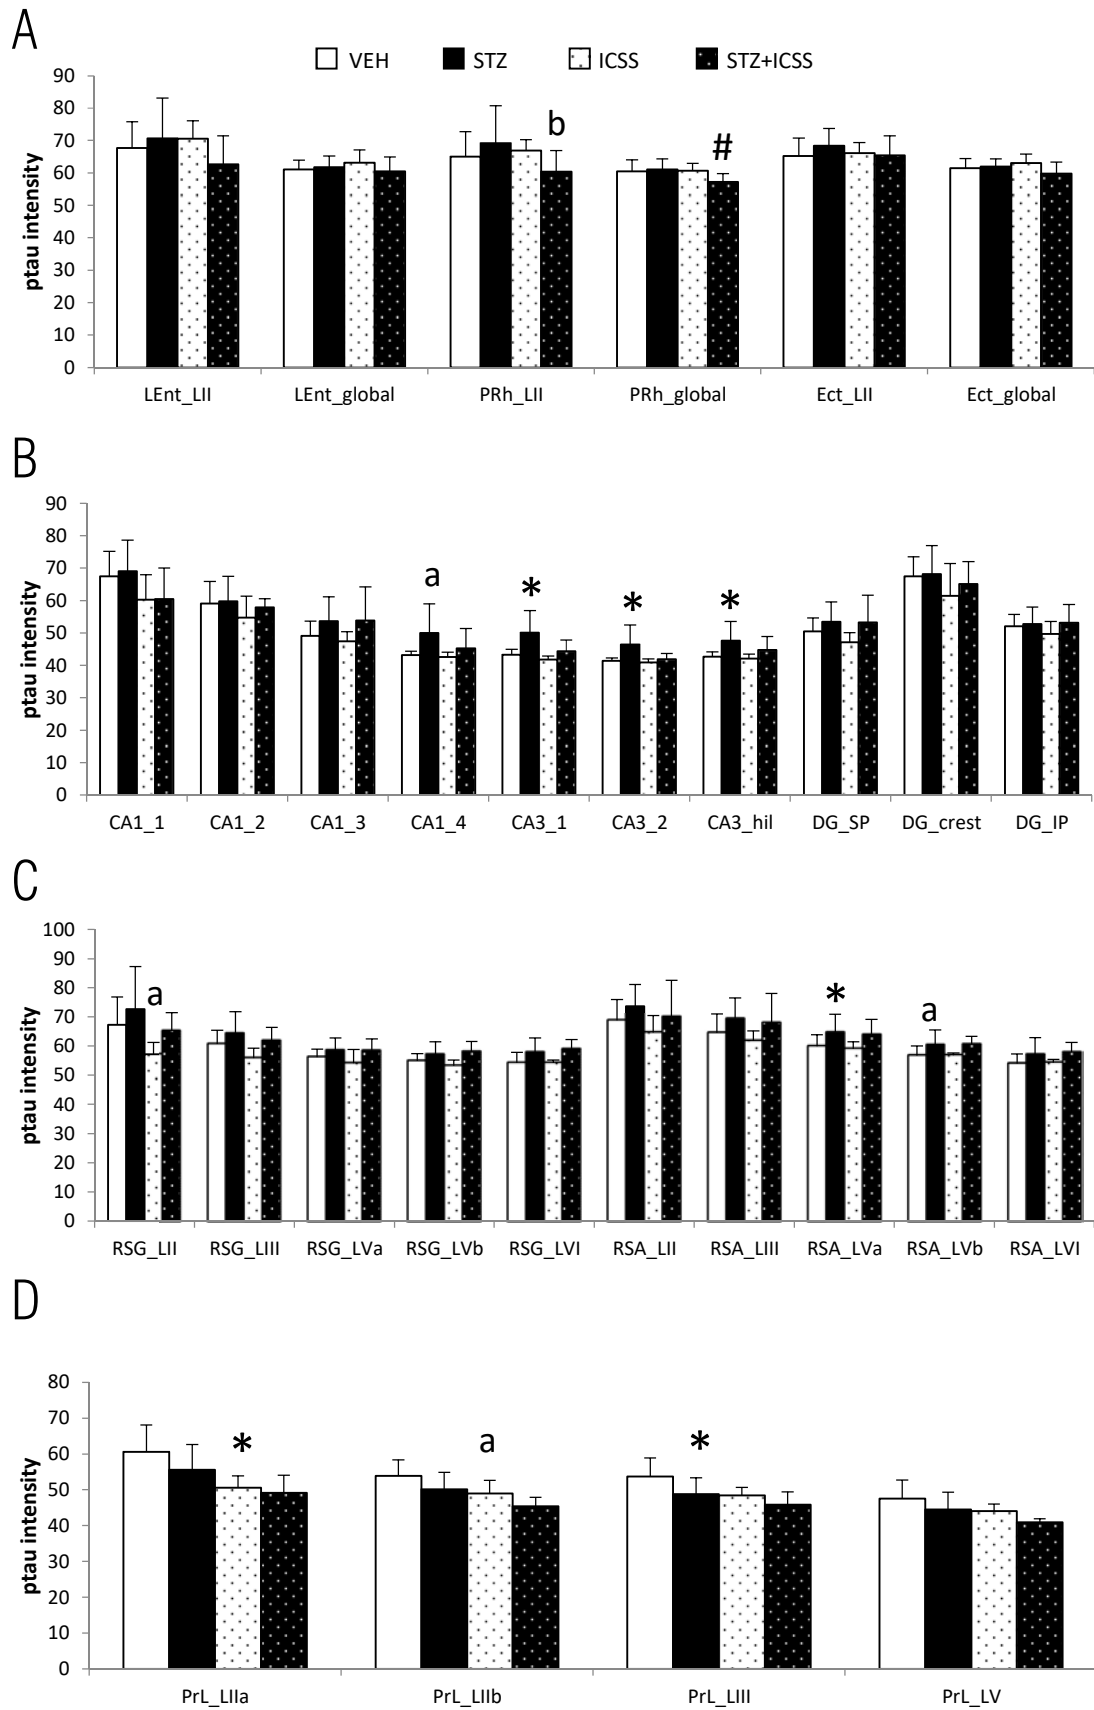 A
VEH STZ ICSS STZ+ICSS
90
80
70
60
50
40
30
20
10
0
ptau intensity
b
#
LEnt_LII LEnt_global PRh_LII PRh_global Ect_LII Ect_global
B
90
80
70
60
50
40
30
20
10
0
ptau intensity
a * * *
CA1_1 CA1_2 CA1_3 CA1_4 CA3_1 CA3_2 CA3_hil DG_SP DG_crest DG_IP
C
100
90
80
70
60
50
40
30
20
10
0
ptau intensity
a * a
RSG_LII RSG_LIII RSG_LVa RSG_LVb RSG_LVI RSA_LII RSA_LIII RSA_LVa RSA_LVb RSA_LVI
D
80
70
60
50
40
30
20
10
0
ptau intensity
* a *
PrL_LIIa PrL_LIIb PrL_LIII PrL_LV